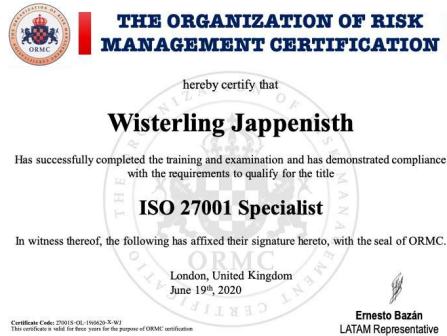 THE ORGANIZATION OF RISK
MANAGEMENT CERTIFICATION
ORMC
hereby certify that
Wisterling Jappenisth
Has successfully completed the training and examination and has demonstrated compliance
with the requirements to qualify for the title
ISO 27001 Specialist
In witness thereof, the following has affixed their signature hereto, with the seal of ORMC.
ORMC
London, United Kingdom
June 19th, 2020
Ernesto Bazán
LATAM Representative
Certificate Code: 27001S-OL-190620-X-WJ
This certificate is valid for three years for the purpose of ORMC certification